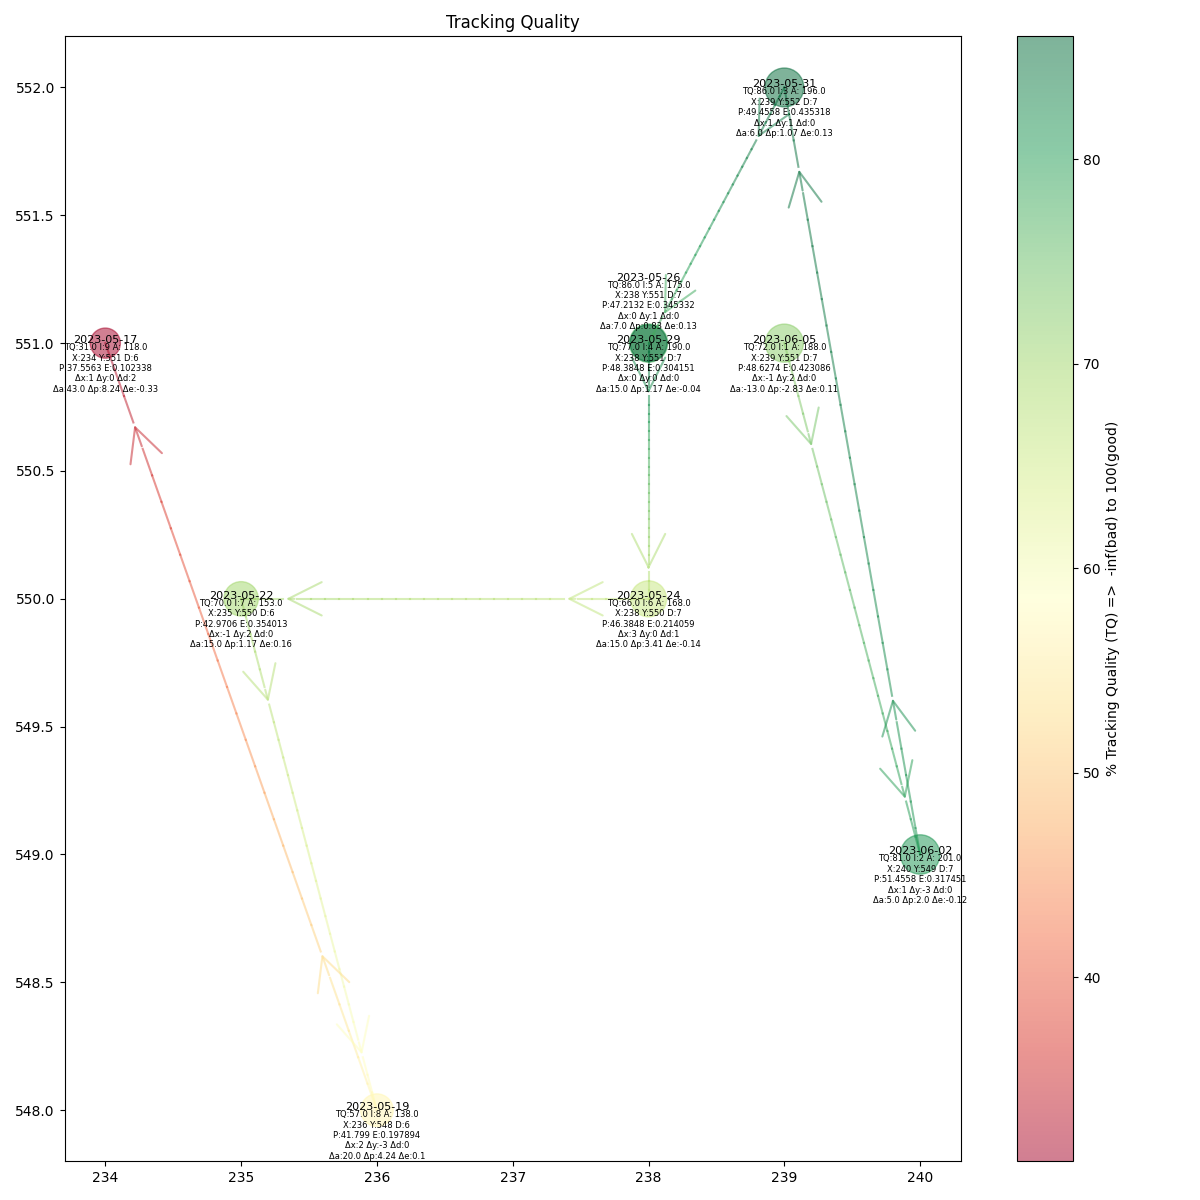 Tracking Quality
552.0
551.5
551.0
550.5
550.0
549.5
549.0
548.5
548.0
2023-05-31
TQ:86.0 I:3 A: 196.0
X:239 Y:552 D:7
P:49.4558 E:0.435318
Δx:1 Δy:1 Δd:0
Δa:6.0 Δp:1.07 Δe:0.13
2023-05-26
TQ:86.0 I:5 A: 175.0
X:238 Y:551 D:7
P:47.2132 E:0.345332
Δx:0 Δy:1 Δd:0
Δa:7.0 Δp:0.83 Δe:0.13
2023-05-17
TQ:31.0 I:9 A: 118.0
X:234 Y:551 D:6
P:37.5563 E:0.102338
Δx:1 Δy:0 Δd:2
Δa:43.0 Δp:8.24 Δe:-0.33
2023-05-29
TQ:77.0 I:4 A: 190.0
X:238 Y:551 D:7
P:48.3848 E:0.304151
Δx:0 Δy:0 Δd:0
Δa:15.0 Δp:1.17 Δe:-0.04
2023-06-05
TQ:72.0 I:1 A: 188.0
X:239 Y:551 D:7
P:48.6274 E:0.423086
Δx:-1 Δy:2 Δd:0
Δa:-13.0 Δp:-2.83 Δe:0.11
2023-05-22
TQ:70.0 I:7 A: 153.0
X:235 Y:550 D:6
P:42.9706 E:0.354013
Δx:-1 Δy:2 Δd:0
Δa:15.0 Δp:1.17 Δe:0.16
2023-05-24
TQ:66.0 I:6 A: 168.0
X:238 Y:550 D:7
P:46.3848 E:0.214059
Δx:3 Δy:0 Δd:1
Δa:15.0 Δp:3.41 Δe:-0.14
2023-06-02
TQ:81.0 I:2 A: 201.0
X:240 Y:549 D:7
P:51.4558 E:0.317451
Δx:1 Δy:-3 Δd:0
Δa:5.0 Δp:2.0 Δe:-0.12
2023-05-19
TQ:57.0 I:8 A: 138.0
X:236 Y:548 D:6
P:41.799 E:0.197894
Δx:2 Δy:-3 Δd:0
Δa:20.0 Δp:4.24 Δe:0.1
234
235
236
237
238
239
240
80
70
60
50
40
% Tracking Quality (TQ) => -inf(bad) to 100(good)